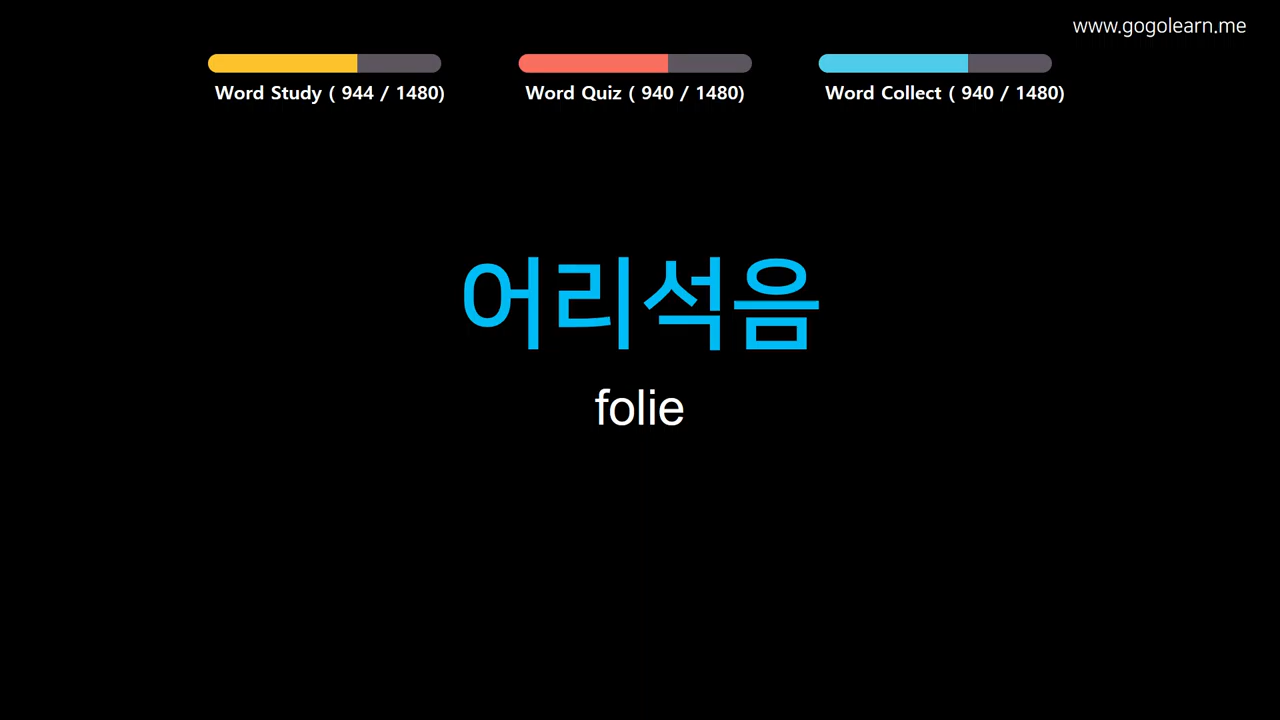 www.gogolearn.me
Word Study ( 944 / 1480)
Word Quiz ( 940 / 1480)
Word Collect ( 940 / 1480)
어리석음
folie